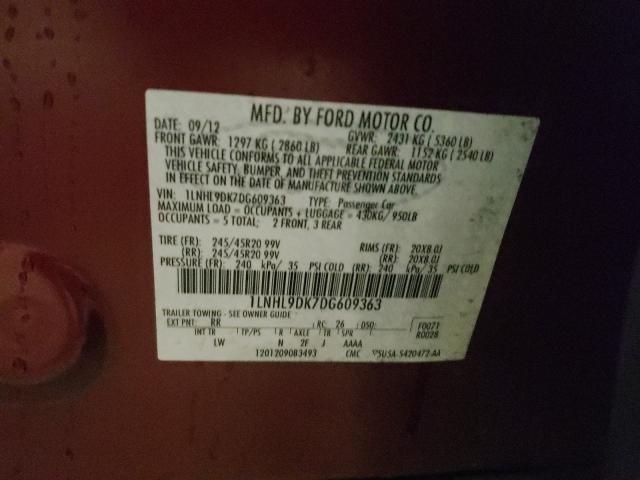 MFD. BY FORD MOTOR CO.
DATE: 09/12 GVWR: 2431 KG ( 5360 LB)
FRONT GAWR: 1297 KG ( 2860 LB) REAR GAWR: 1152 KG ( 2540 LB)
THIS VEHICLE CONFORMS TO ALL APPLICABLE FEDERAL MOTOR
VEHICLE SAFETY, BUMPER, AND THEFT PREVENTION STANDARDS
IN EFFECT ON THE DATE OF MANUFACTURE SHOWN ABOVE.
VIN: 1LNHL9DK7DG609363 TYPE: Passenger Car
MAXIMUM LOAD = OCCUPANTS + LUGGAGE = 430KG/ 950LB
OCCUPANTS = 5 TOTAL; 2 FRONT, 3 REAR
TIRE (FR): 245/45R20 99V RIMS (FR): 20X8.0J
(RR): 245/45R20 99V (RR): 20X8.0J
PRESSURE (FR): 240 kPa/ 35 PSI COLD (RR): 240 kPa/ 35 PSI COLD
1LNHL9DK7DG609363
TRAILER TOWING - SEE OWNER GUIDE
EXT PNT: RR RC: 26 DSO: F0071
INT TR TP/PS R AXLE TR SPR R0028
LW N 2F J AAAA
1201209083493 CMC 5U5A-5420472-AA